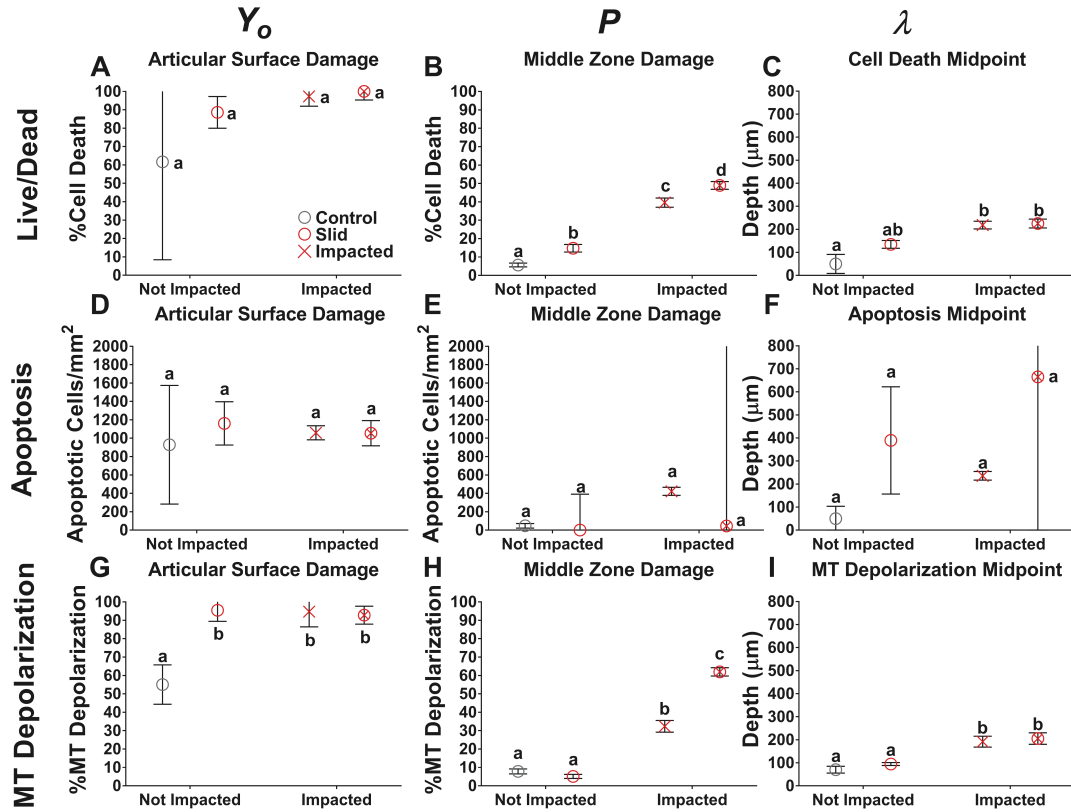 Yo P λ
Live/Dead
A Articular Surface Damage
%Cell Death
100
90
80
70
60
50
40
30
20
10
0
a
a
a
a
Control
Slid
Impacted
Not Impacted Impacted
B Middle Zone Damage
%Cell Death
100
90
80
70
60
50
40
30
20
10
0
a
b
c
d
Not Impacted Impacted
C Cell Death Midpoint
Depth (μm)
800
700
600
500
400
300
200
100
0
a
ab
b
b
Not Impacted Impacted
Apoptosis
D Articular Surface Damage
Apoptotic Cells/mm²
2000
1800
1600
1400
1200
1000
800
600
400
200
0
a
a
a
a
Not Impacted Impacted
E Middle Zone Damage
Apoptotic Cells/mm²
2000
1800
1600
1400
1200
1000
800
600
400
200
0
a
a
a
a
Not Impacted Impacted
F Apoptosis Midpoint
Depth (μm)
800
700
600
500
400
300
200
100
0
a
a
a
a
Not Impacted Impacted
MT Depolarization
G Articular Surface Damage
%MT Depolarization
100
90
80
70
60
50
40
30
20
10
0
a
b
b
b
Not Impacted Impacted
H Middle Zone Damage
%MT Depolarization
100
90
80
70
60
50
40
30
20
10
0
a
a
b
c
Not Impacted Impacted
I MT Depolarization Midpoint
Depth (μm)
800
700
600
500
400
300
200
100
0
a
a
b
b
Not Impacted Impacted